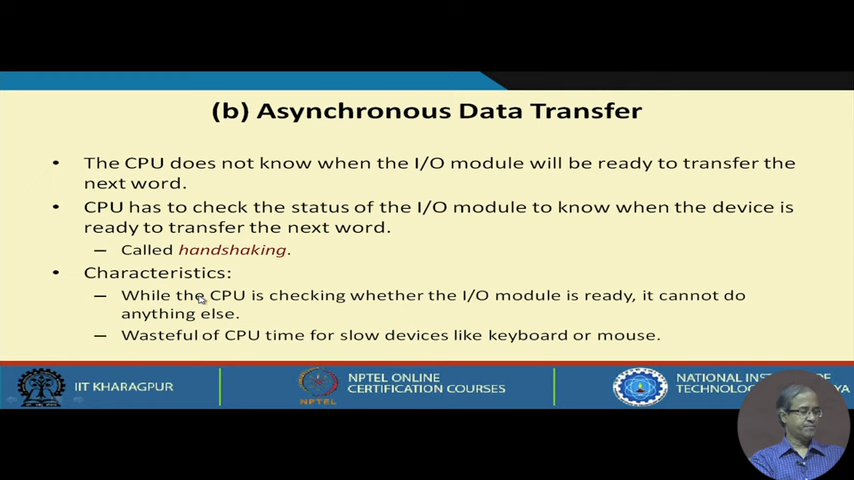 (b) Asynchronous Data Transfer
• The CPU does not know when the I/O module will be ready to transfer the
next word.
• CPU has to check the status of the I/O module to know when the device is
ready to transfer the next word.
– Called handshaking.
• Characteristics:
– While the CPU is checking whether the I/O module is ready, it cannot do
anything else.
– Wasteful of CPU time for slow devices like keyboard or mouse.
IIT KHARAGPUR
NPTEL
NPTEL ONLINE
CERTIFICATION COURSES
NATIONAL OF